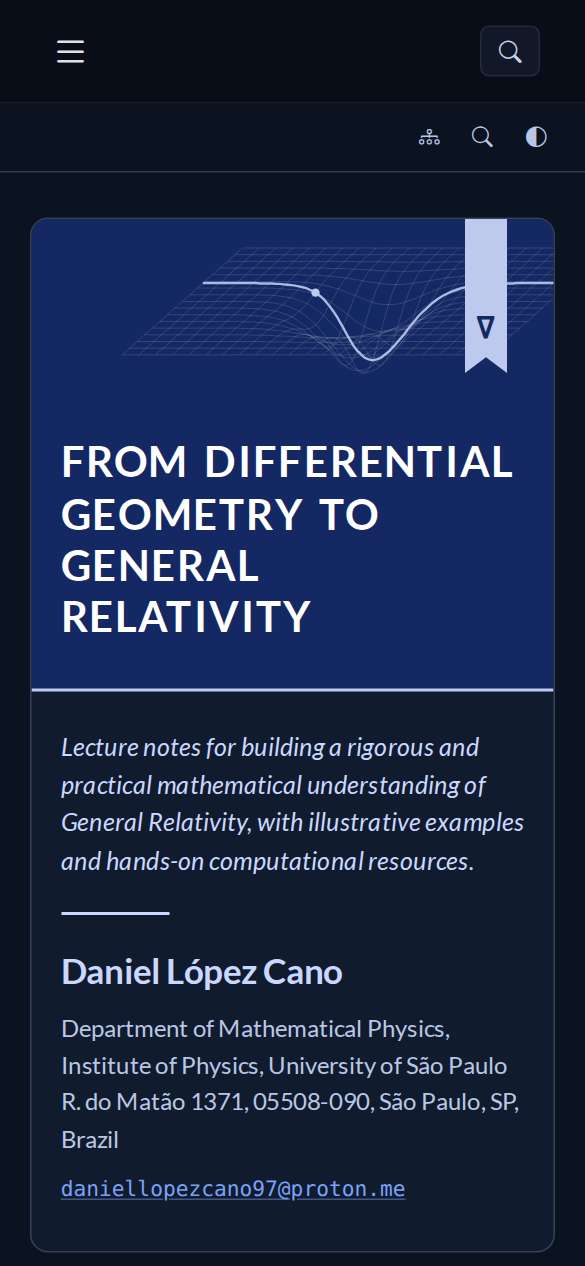 ∇
FROM DIFFERENTIAL
GEOMETRY TO
GENERAL
RELATIVITY
Lecture notes for building a rigorous and
practical mathematical understanding of
General Relativity, with illustrative examples
and hands-on computational resources.
Daniel López Cano
Department of Mathematical Physics,
Institute of Physics, University of São Paulo
R. do Matão 1371, 05508-090, São Paulo, SP,
Brazil
daniellopezcano97@proton.me